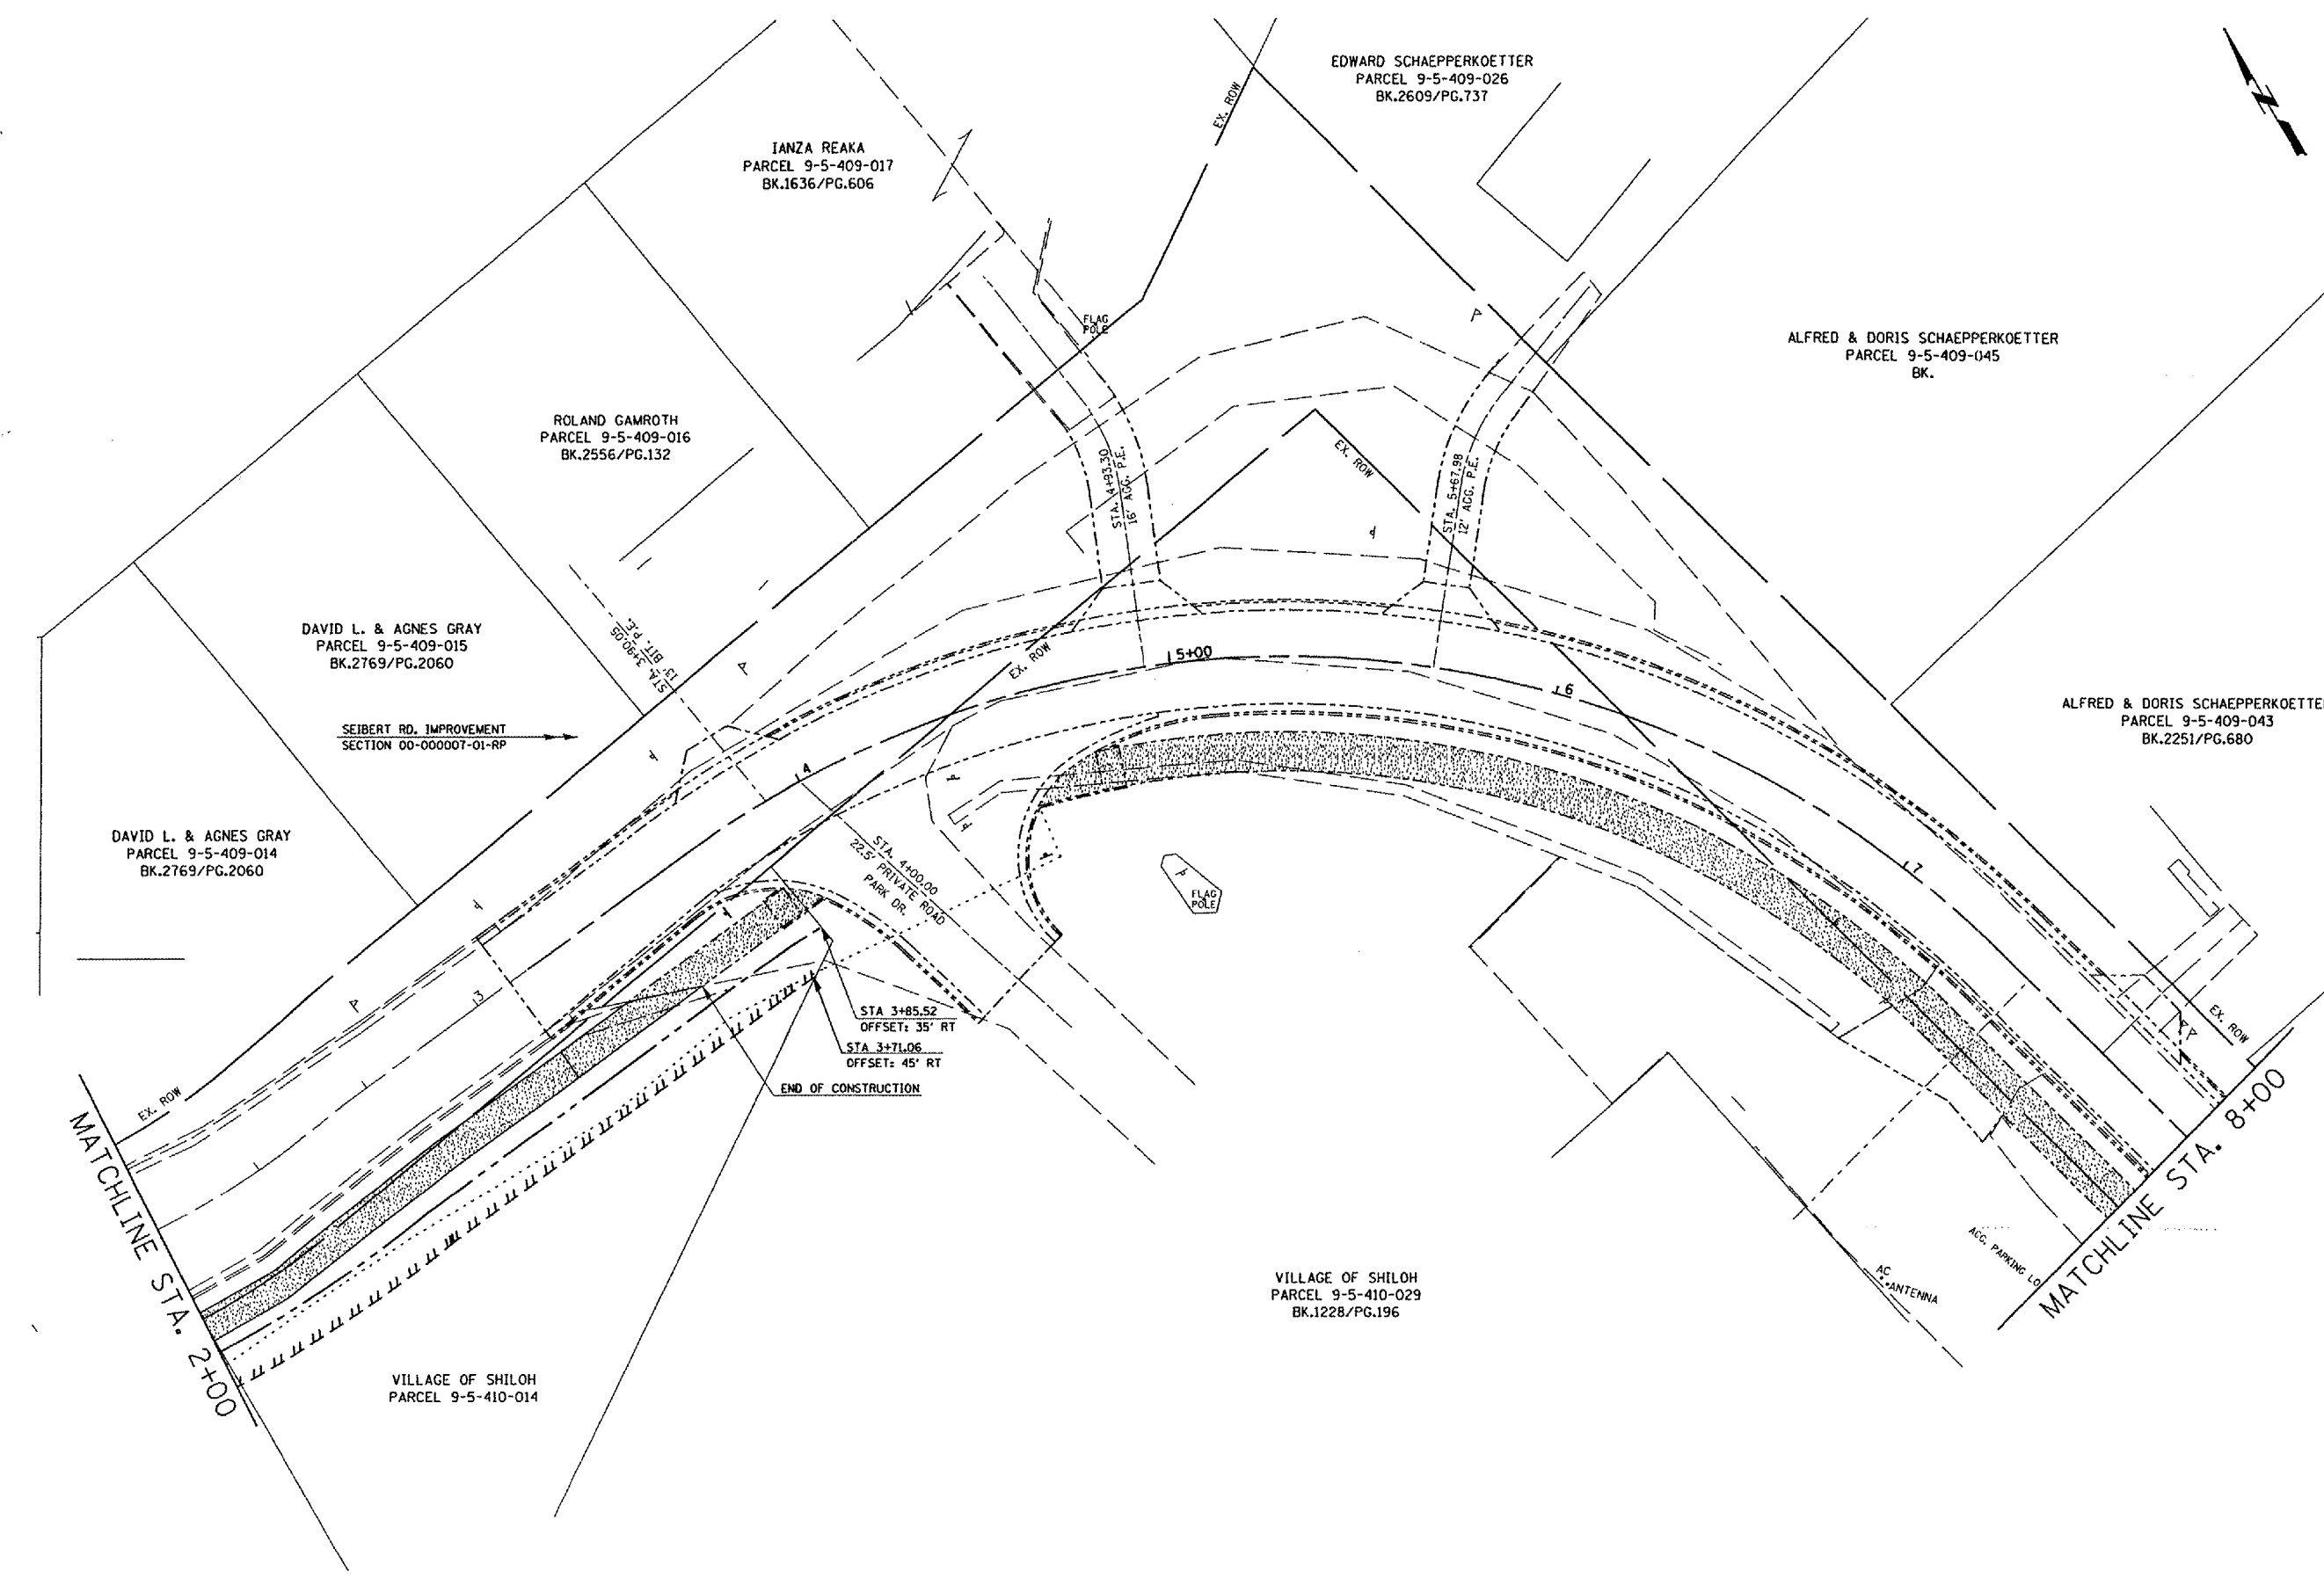 EDWARD SCHAEPPERKOETTER
PARCEL 9-5-409-026
BK.2609/PG.737
EX. ROW
IANZA REAKA
PARCEL 9-5-409-017
BK.1636/PG.606
FLAG
POLE
ALFRED & DORIS SCHAEPPERKOETTER
PARCEL 9-5-409-045
BK.
ROLAND GAMROTH
PARCEL 9-5-409-016
BK.2556/PG.132
EX. ROW
STA. 4+93.30
16' AGG. P.E.
STA. 5+67.98
12' AGG. P.E.
DAVID L. & AGNES GRAY
PARCEL 9-5-409-015
BK.2769/PG.2060
STA. 3+90.05
13' BIT. P.E.
EX. ROW
5+00
6
ALFRED & DORIS SCHAEPPERKOETTE
PARCEL 9-5-409-043
BK.2251/PG.680
SEIBERT RD. IMPROVEMENT
SECTION 00-000007-01-RP
4
DAVID L. & AGNES GRAY
PARCEL 9-5-409-014
BK.2769/PG.2060
STA. 4+00.00
22.5' PRIVATE ROAD
PARK DR.
7
FLAG
POLE
3
STA 3+85.52
OFFSET: 35' RT
STA 3+71.06
OFFSET: 45' RT
END OF CONSTRUCTION
EX. ROW
EX. ROW
MATCHLINE STA. 2+00
MATCHLINE STA. 8+00
AGG. PARKING LO
AC
ANTENNA
VILLAGE OF SHILOH
PARCEL 9-5-410-029
BK.1228/PG.196
VILLAGE OF SHILOH
PARCEL 9-5-410-014